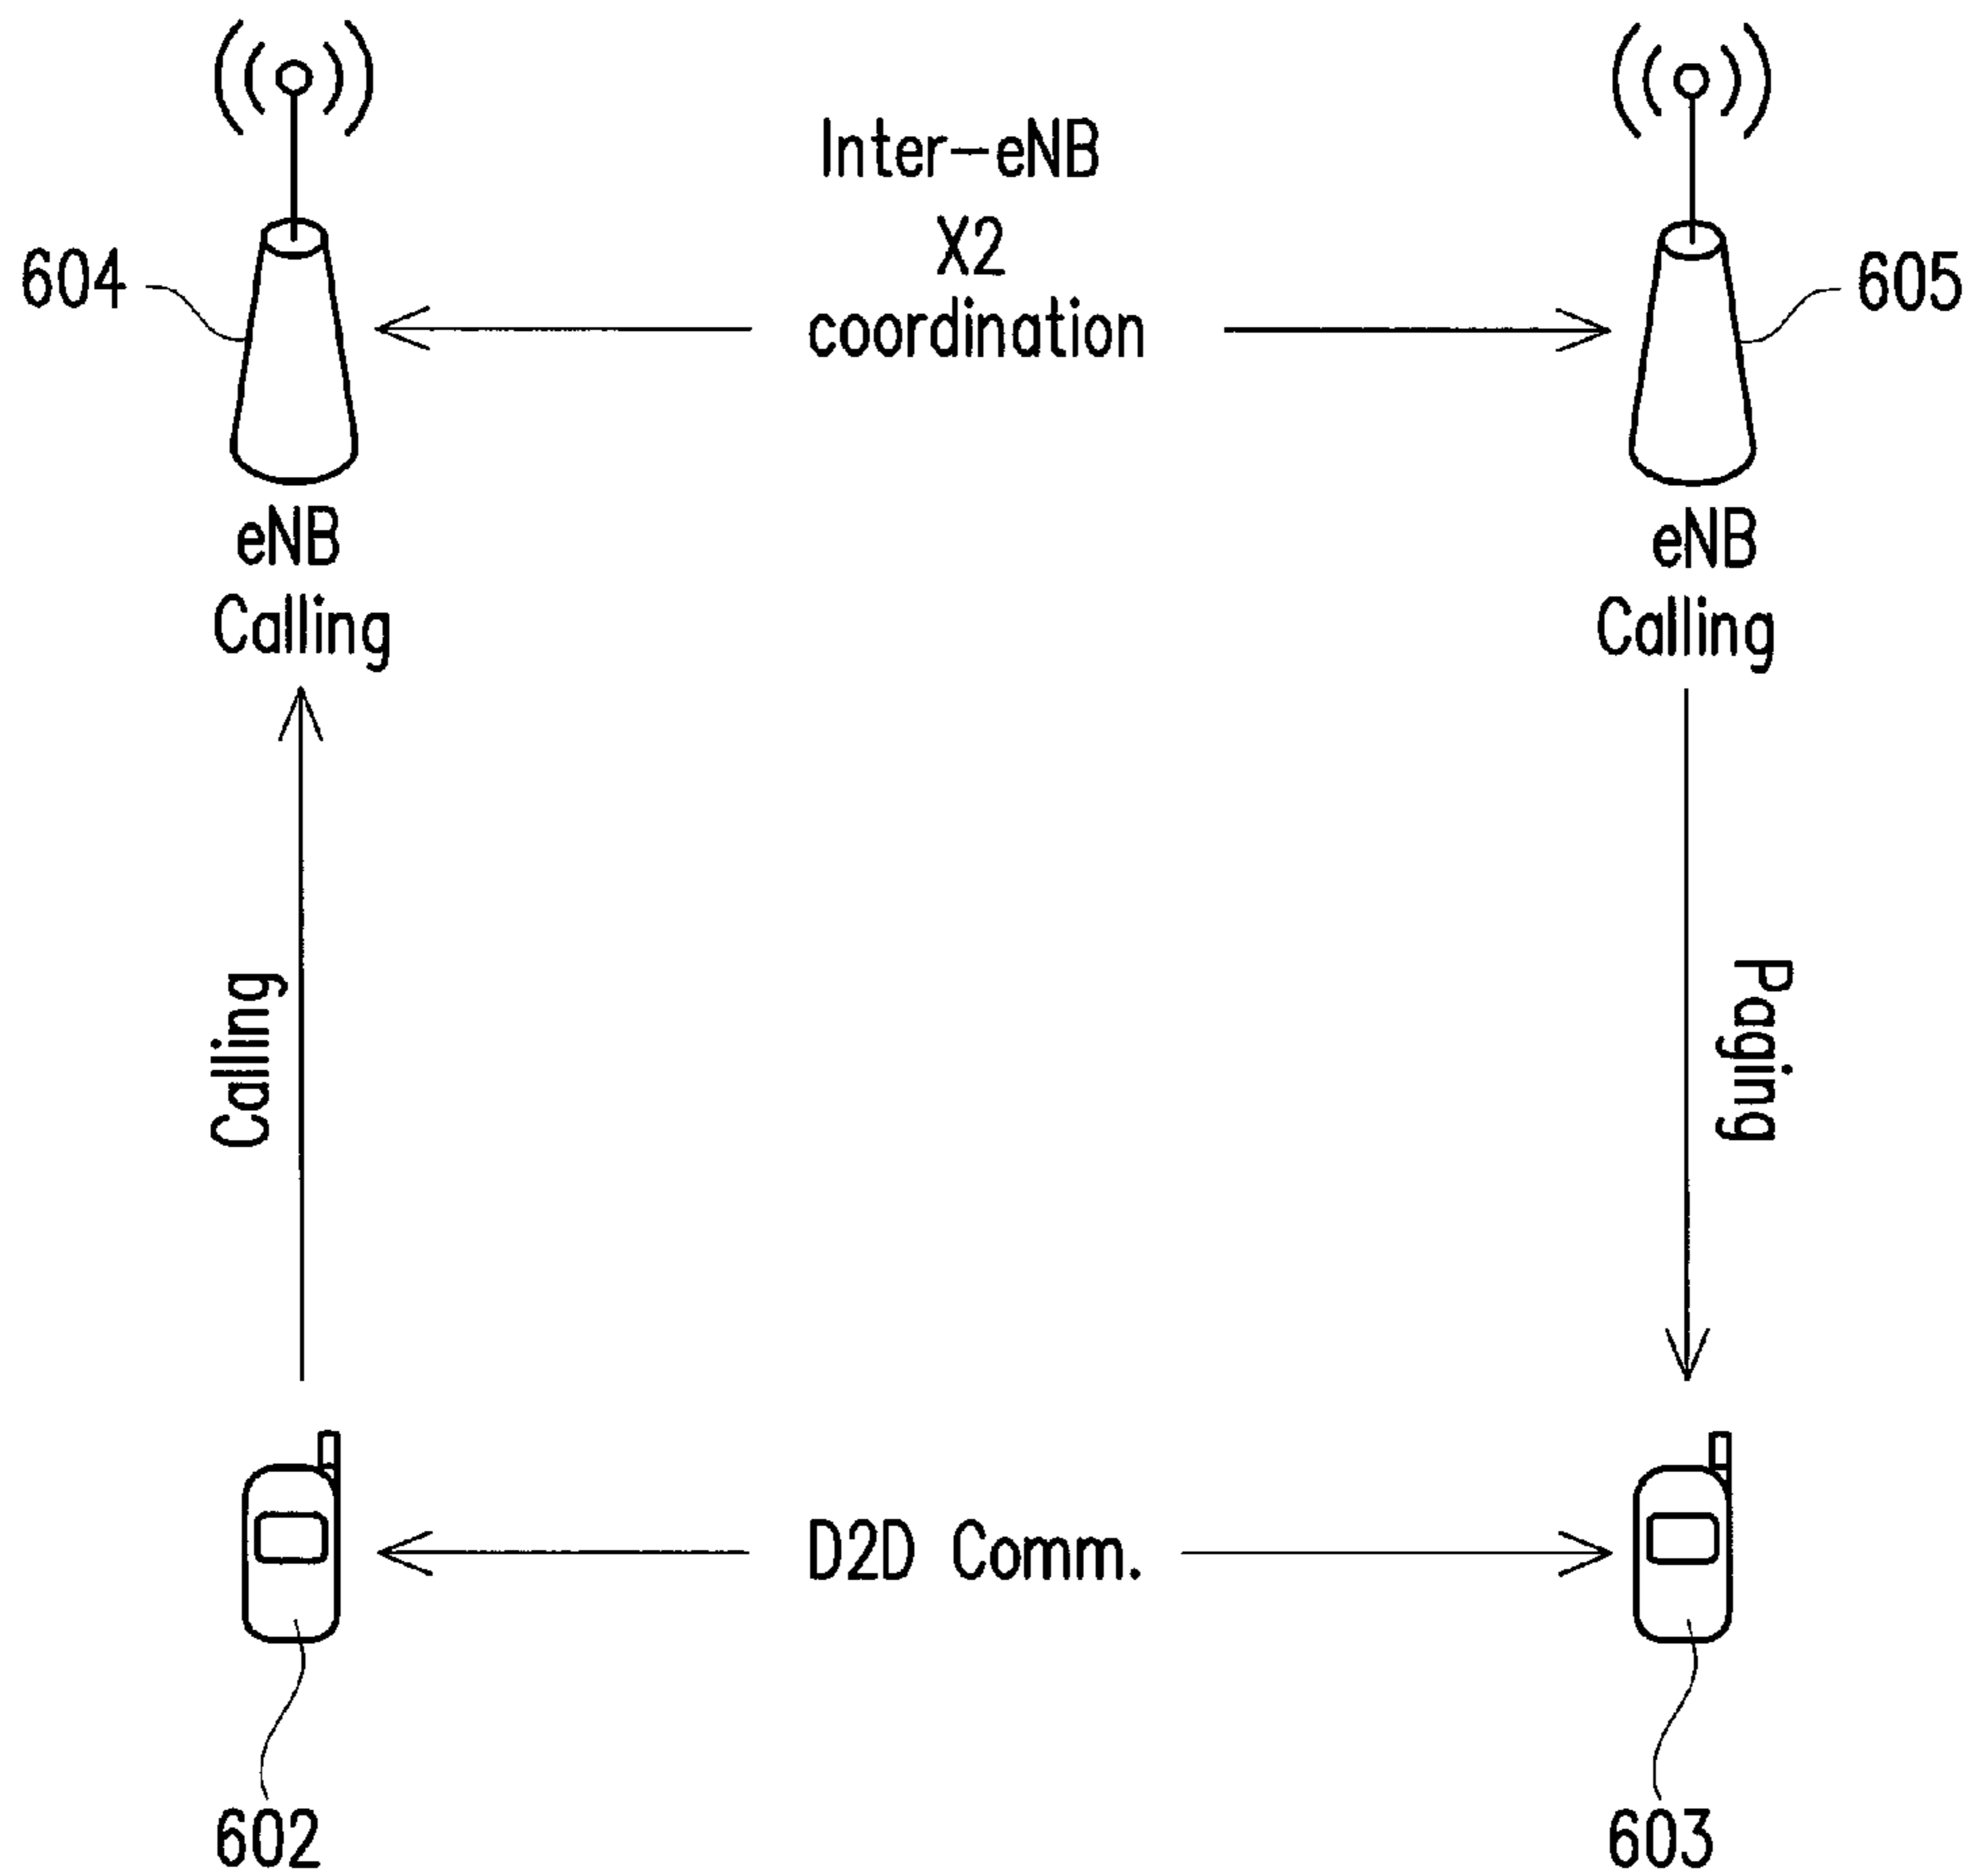 Inter-eNB
X2
604
coordination
605
eNB
Calling
eNB
Calling
Calling
Paging
D2D Comm.
602
603